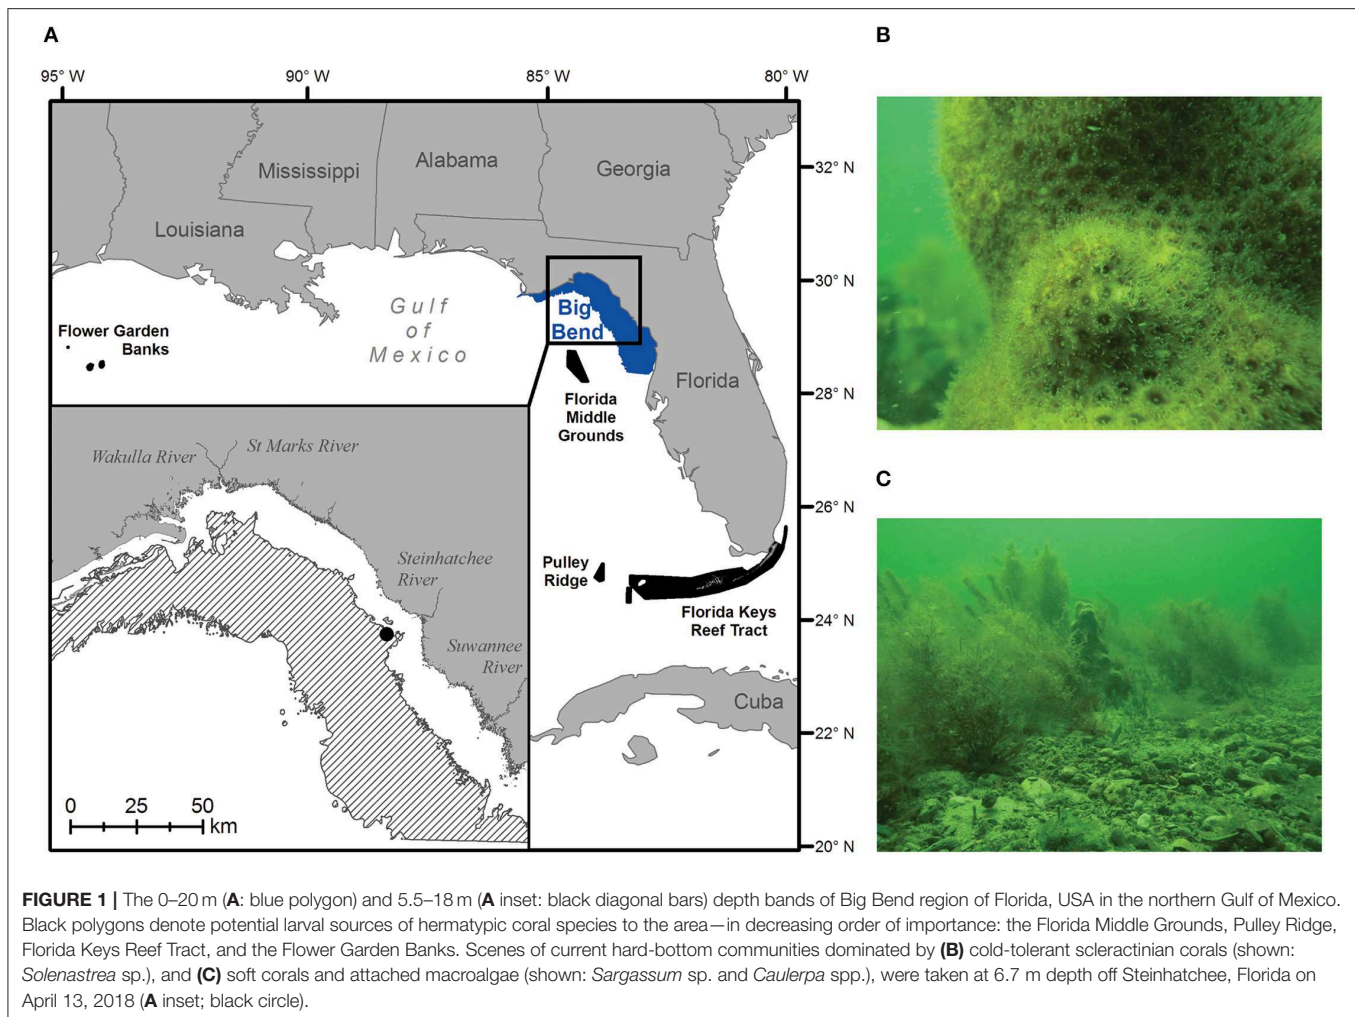 A
95° W 90° W 85° W 80° W
32° N
30° N
28° N
26° N
24° N
22° N
20° N
Mississippi
Alabama
Georgia
Louisiana
Gulf
of
Mexico
Big
Bend
Flower Garden
Banks
Florida
Florida
Middle
Grounds
Pulley
Ridge
Florida Keys
Reef Tract
Cuba
Wakulla River
St Marks River
Steinhatchee
River
Suwannee
River
0 25 50
km
B
C
FIGURE 1 | The 0–20 m (A: blue polygon) and 5.5–18 m (A inset: black diagonal bars) depth bands of Big Bend region of Florida, USA in the northern Gulf of Mexico.
Black polygons denote potential larval sources of hermatypic coral species to the area—in decreasing order of importance: the Florida Middle Grounds, Pulley Ridge,
Florida Keys Reef Tract, and the Flower Garden Banks. Scenes of current hard-bottom communities dominated by (B) cold-tolerant scleractinian corals (shown:
Solenastrea sp.), and (C) soft corals and attached macroalgae (shown: Sargassum sp. and Caulerpa spp.), were taken at 6.7 m depth off Steinhatchee, Florida on
April 13, 2018 (A inset; black circle).